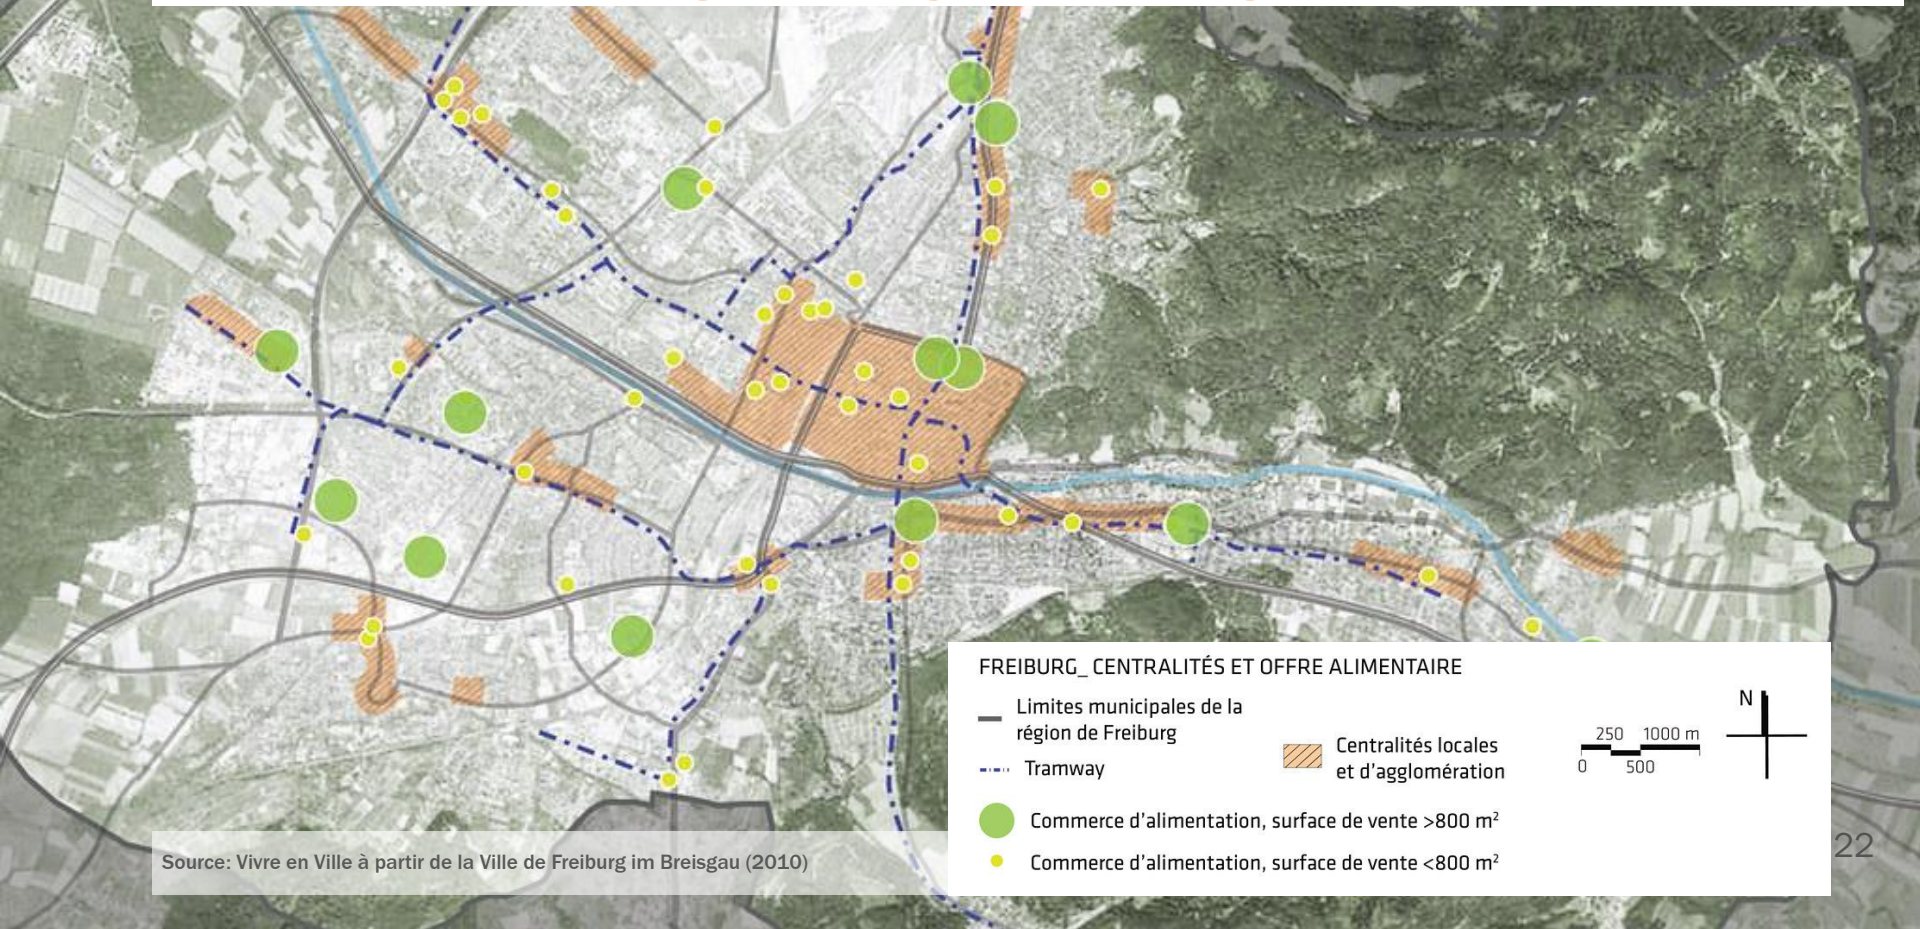 FREIBURG_CENTRALITÉS ET OFFRE ALIMENTAIRE
Limites municipales de la
région de Freiburg
Tramway
Centralités locales
et d'agglomération
250 1000 m
0 500
N
Commerce d'alimentation, surface de vente >800 m²
Commerce d'alimentation, surface de vente <800 m²
Source: Vivre en Ville à partir de la Ville de Freiburg im Breisgau (2010)
22